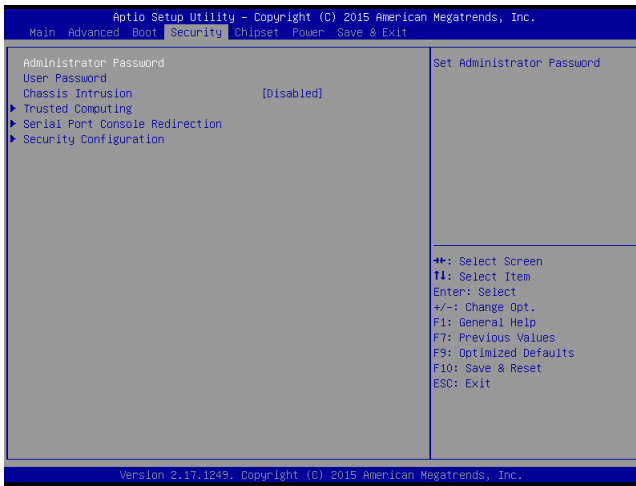 Aptio Setup Utility – Copyright (C) 2015 American Megatrends, Inc.
Main Advanced Boot Security Chipset Power Save & Exit
Administrator Password
User Password
Chassis Intrusion [Disabled]
Trusted Computing
Serial Port Console Redirection
Security Configuration
Set Administrator Password
→←: Select Screen
↑↓: Select Item
Enter: Select
+/-: Change Opt.
F1: General Help
F7: Previous Values
F9: Optimized Defaults
F10: Save & Reset
ESC: Exit
Version 2.17.1249. Copyright (C) 2015 American Megatrends, Inc.